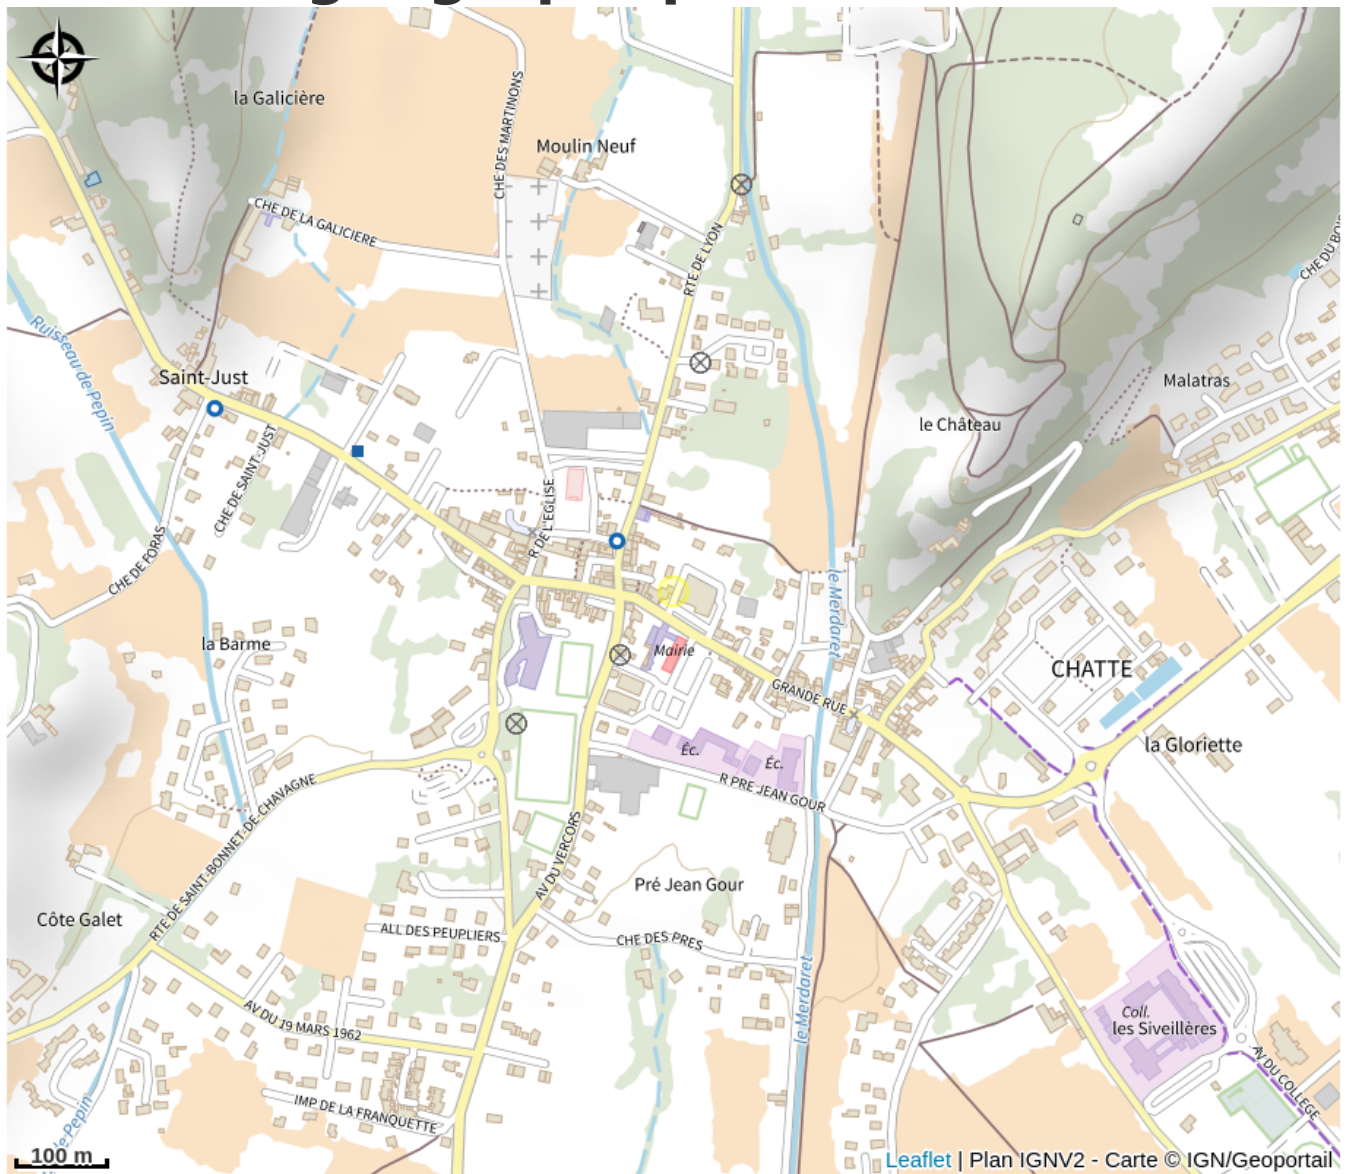 la Galicière
CHE DES MARTINONS
Moulin Neuf
CHE DE LA GALICIERE
RTE DE LYON
CHE DU BOIS
Ruisseau de Pepin
Saint-Just
Malatras
le Château
CHE DE SAINT-JUST
R DE L'EGLISE
CHE DE FORAS
le Merdaret
la Barme
Mairie
CHATTE
GRANDE RUE
la Gloriette
Éc.
Éc.
R PRE JEAN GOUR
RTE DE SAINT-BONNET-DE-CHAVAGNE
AV DU VERCORS
Pré Jean Gour
Côte Galet
ALL DES PEUPLIERS
CHE DES PRES
le Merdaret
AV DU 19 MARS 1962
Coll.
les Siveillères
AV DU COLLEGE
IMP DE LA FRANQUETTE
de Pepin
100 m
Leaflet | Plan IGNV2 - Carte © IGN/Geoportail